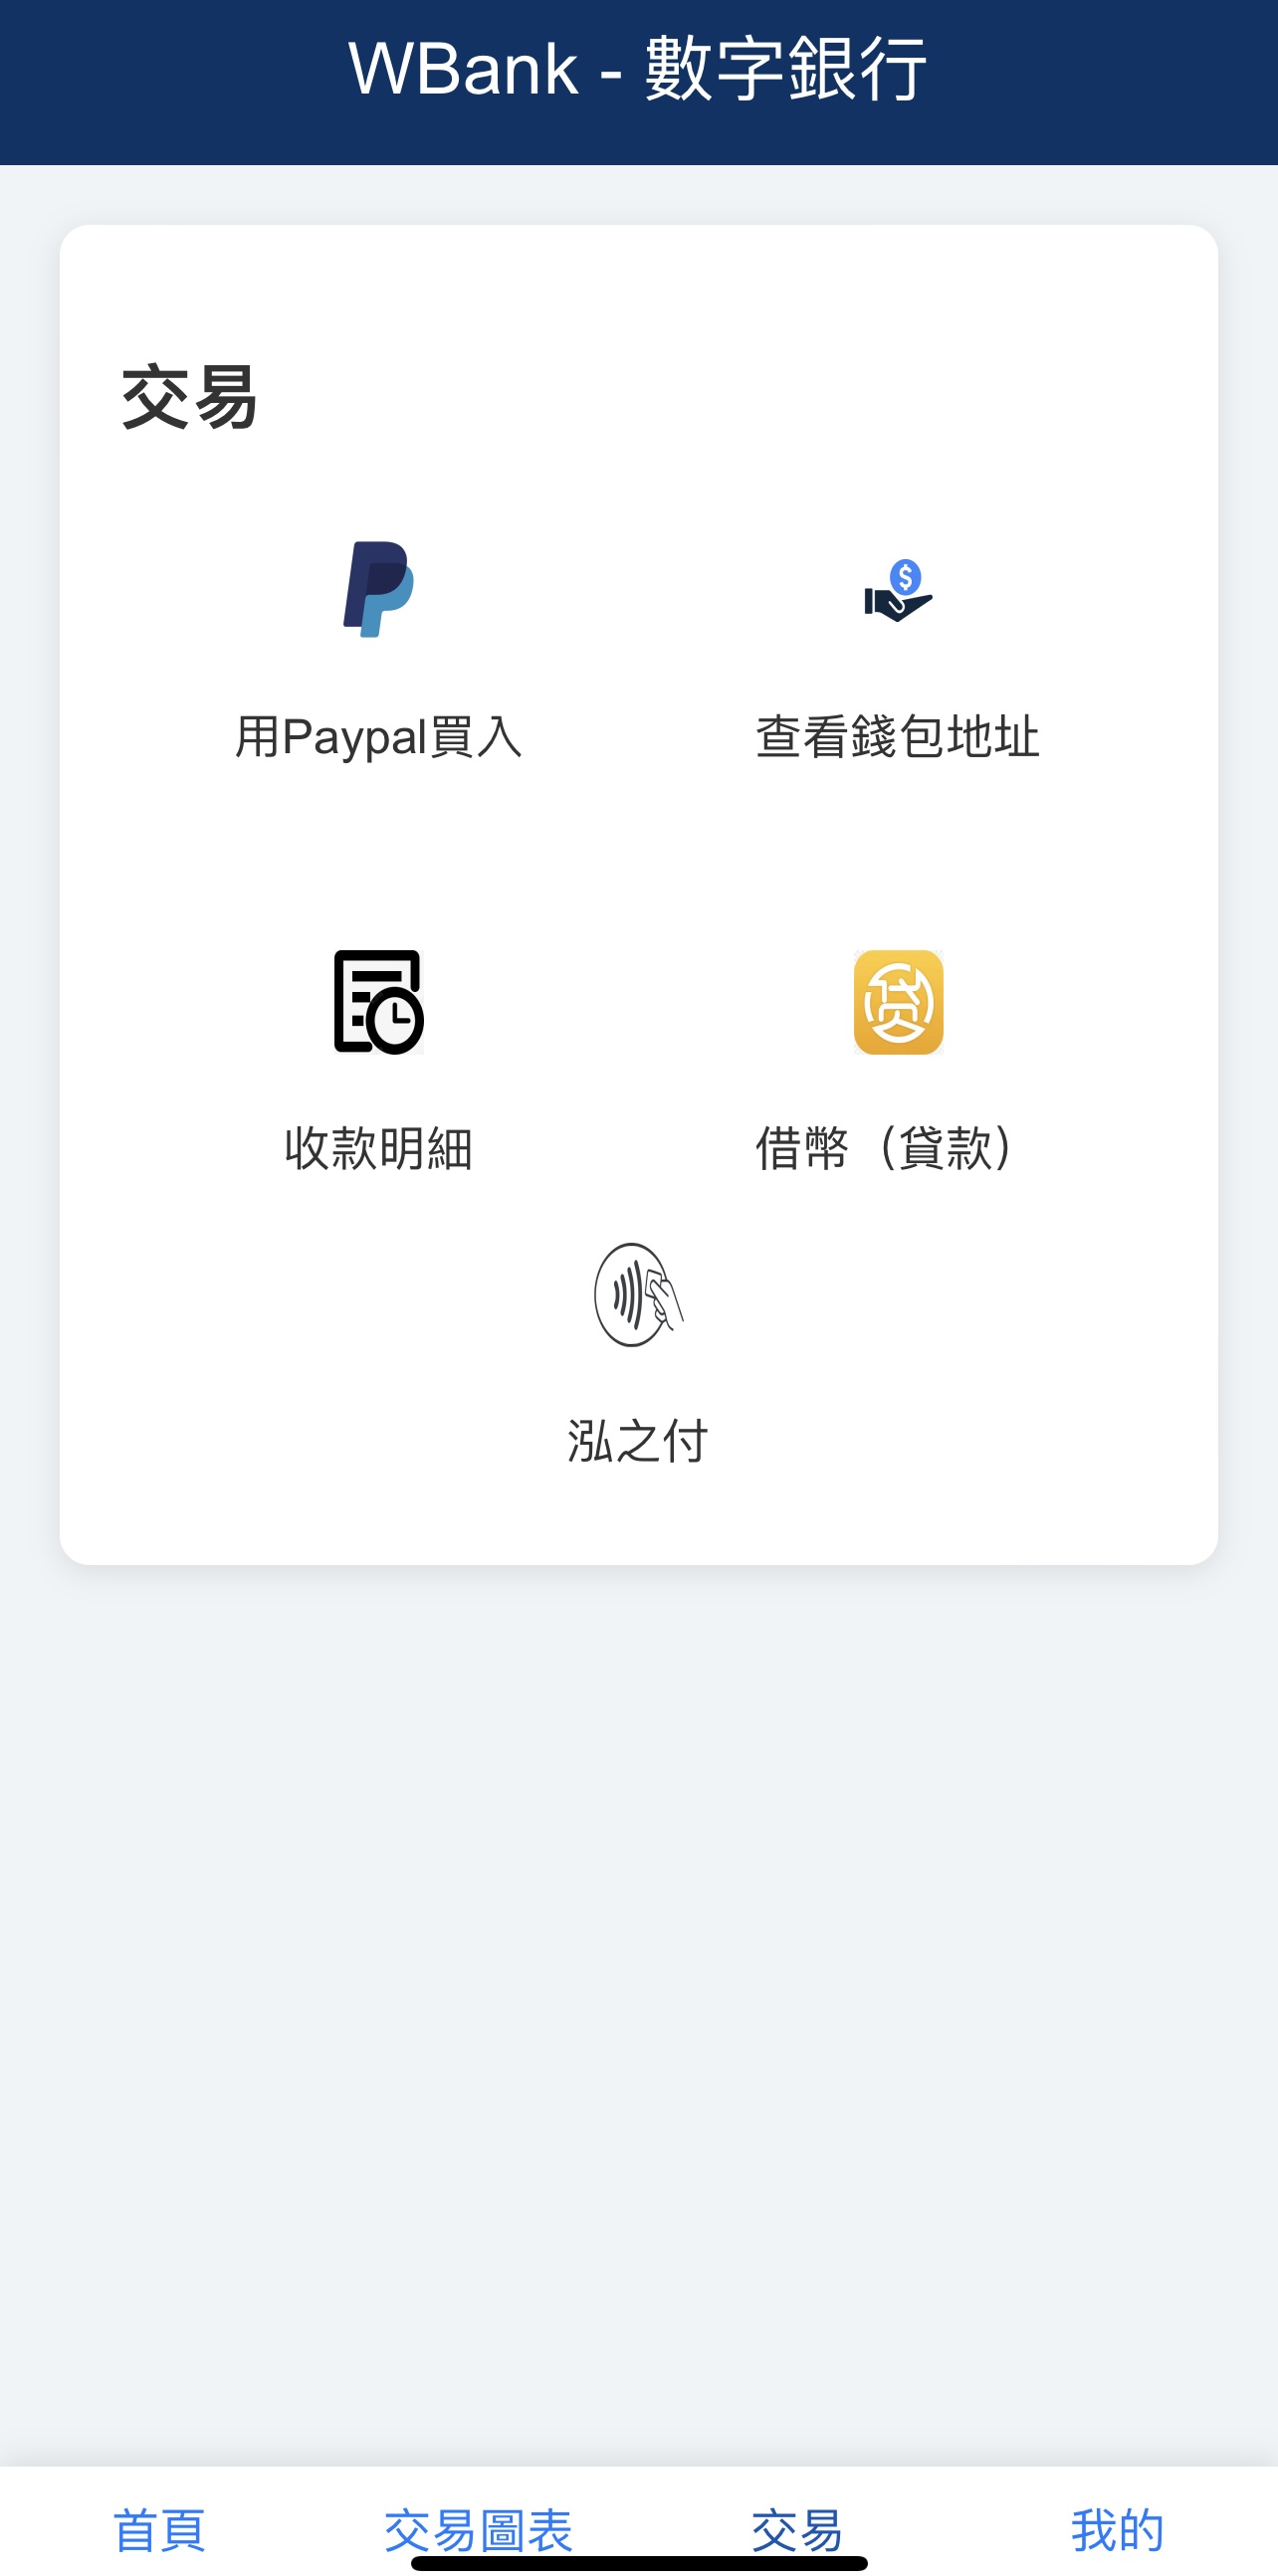 WBank - 數字銀行
交易
用Paypal買入
查看錢包地址
收款明細
貸
借幣（貸款）
泓之付
首頁
交易圖表
交易
我的